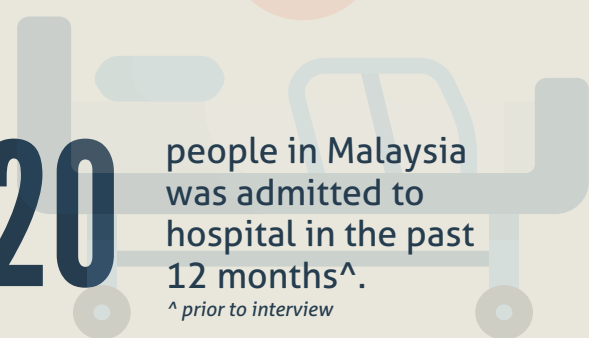 20
people in Malaysia
was admitted to
hospital in the past
12 months^.
^ prior to interview